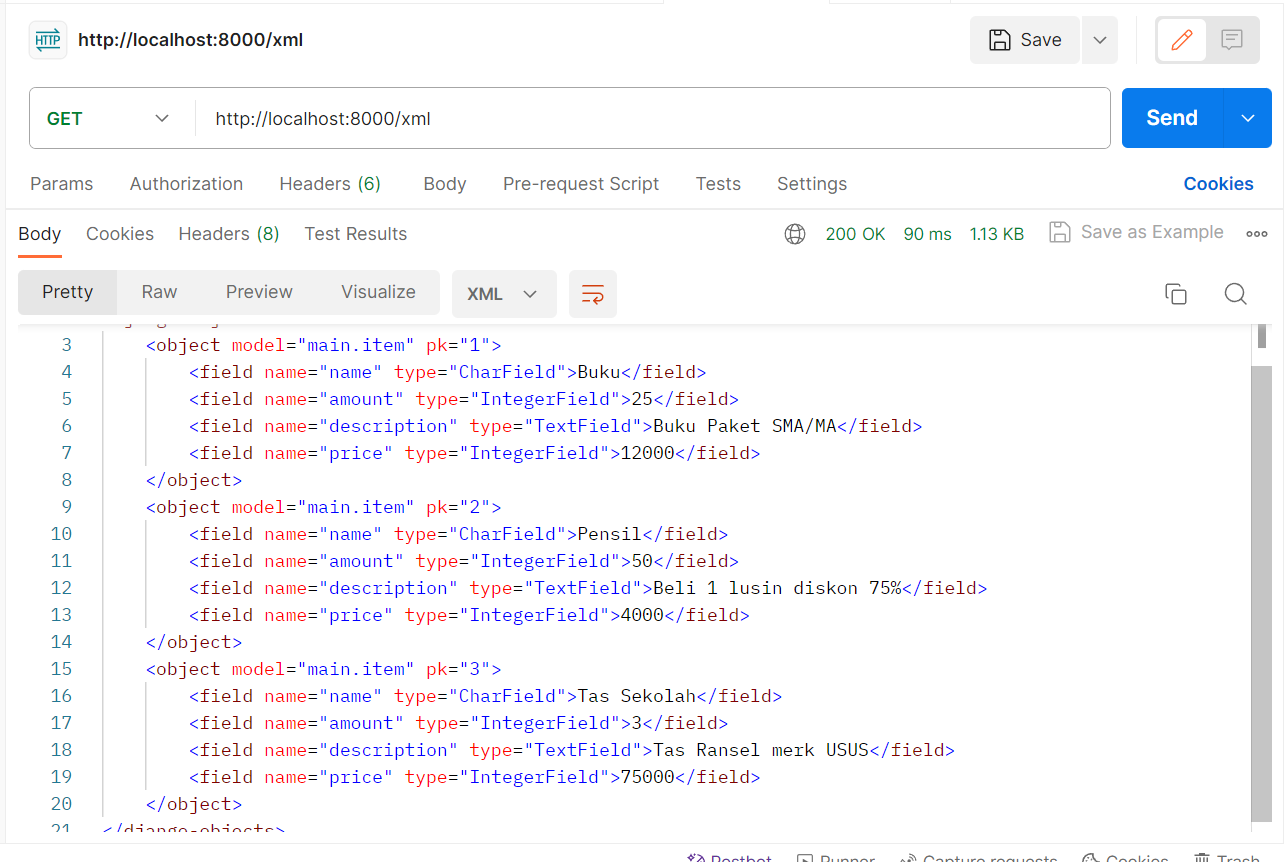 HTTP http://localhost:8000/xml Save
GET http://localhost:8000/xml Send
Params Authorization Headers (6) Body Pre-request Script Tests Settings Cookies
Body Cookies Headers (8) Test Results 200 OK 90 ms 1.13 KB Save as Example
Pretty Raw Preview Visualize XML
3 <object model="main.item" pk="1">
4 <field name="name" type="CharField">Buku</field>
5 <field name="amount" type="IntegerField">25</field>
6 <field name="description" type="TextField">Buku Paket SMA/MA</field>
7 <field name="price" type="IntegerField">12000</field>
8 </object>
9 <object model="main.item" pk="2">
10 <field name="name" type="CharField">Pensil</field>
11 <field name="amount" type="IntegerField">50</field>
12 <field name="description" type="TextField">Beli 1 lusin diskon 75%</field>
13 <field name="price" type="IntegerField">4000</field>
14 </object>
15 <object model="main.item" pk="3">
16 <field name="name" type="CharField">Tas Sekolah</field>
17 <field name="amount" type="IntegerField">3</field>
18 <field name="description" type="TextField">Tas Ransel merk USUS</field>
19 <field name="price" type="IntegerField">75000</field>
20 </object>
21 </django-objects>
Postbot Runner Capture requests Cookies Trash